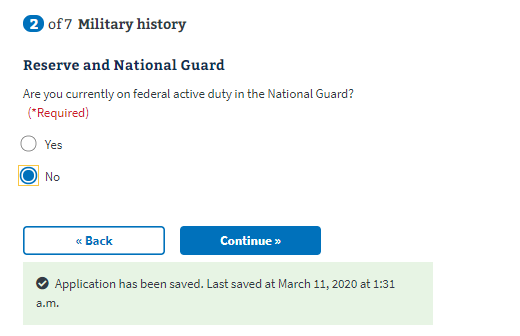 2 of 7 Military history
Reserve and National Guard
Are you currently on federal active duty in the National Guard?
(*Required)
Yes
No
« Back
Continue »
Application has been saved. Last saved at March 11, 2020 at 1:31
a.m.